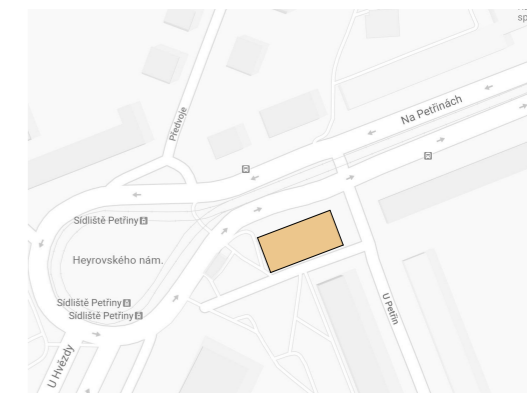 Na Petřinách
Předvoje
Sídliště Petřiny
Heyrovského nám.
Sídliště Petřiny
Sídliště Petřiny
U Petřin
U Hvězdy